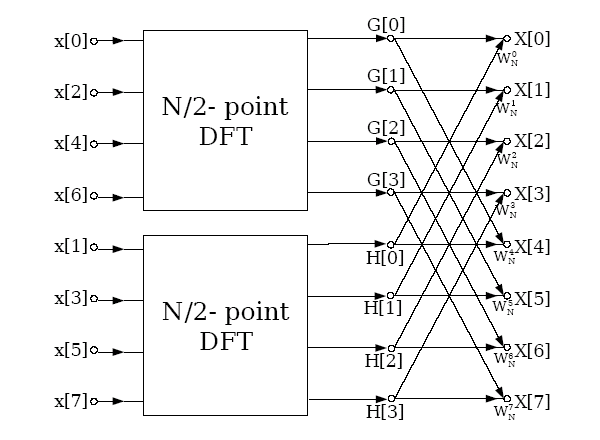 x[0]
G[0]
X[0]
W_N^0
x[2]
G[1]
X[1]
W_N^1
N/2- point
DFT
x[4]
G[2]
X[2]
W_N^2
x[6]
G[3]
X[3]
W_N^3
x[1]
H[0]
X[4]
W_N^4
x[3]
H[1]
X[5]
W_N^5
N/2- point
DFT
x[5]
H[2]
X[6]
W_N^6
x[7]
H[3]
X[7]
W_N^7